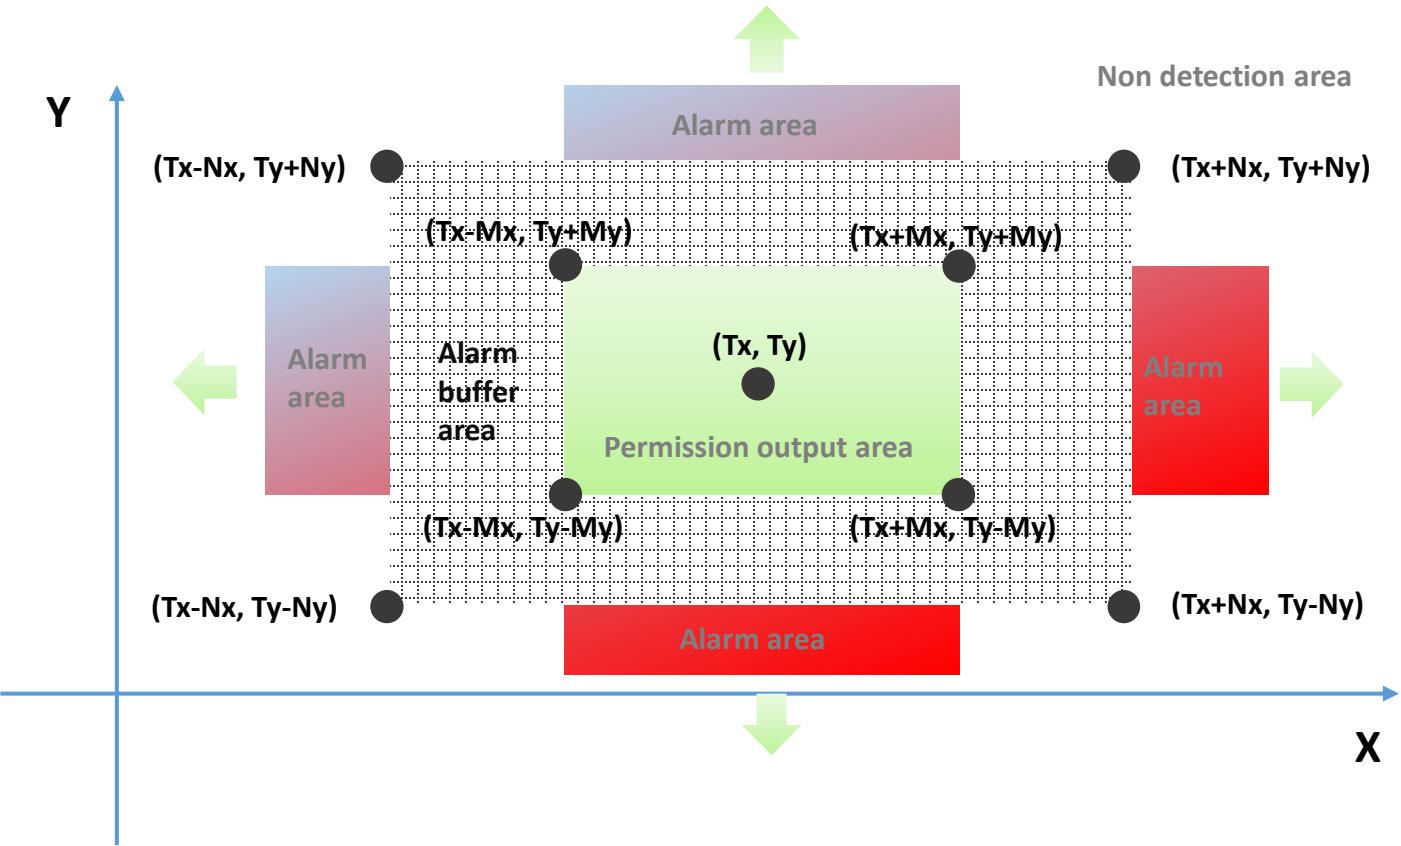 Non detection area
Y
Alarm area
(Tx-Nx, Ty+Ny)
(Tx+Nx, Ty+Ny)
(Tx-Mx, Ty+My)
(Tx+Mx, Ty+My)
(Tx, Ty)
Alarm
area
Alarm
buffer
area
Alarm
area
Permission output area
(Tx-Mx, Ty-My)
(Tx+Mx, Ty-My)
(Tx-Nx, Ty-Ny)
(Tx+Nx, Ty-Ny)
Alarm area
X